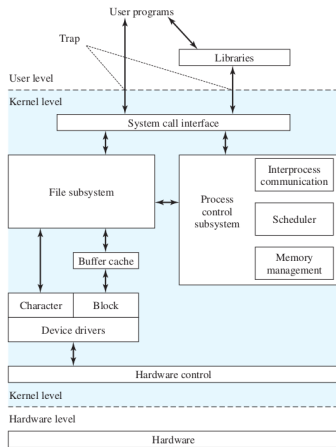 User programs
Trap
Libraries
User level
Kernel level
System call interface
File subsystem
Process
control
subsystem
Interprocess
communication
Scheduler
Memory
management
Buffer cache
Character
Block
Device drivers
Hardware control
Kernel level
Hardware level
Hardware